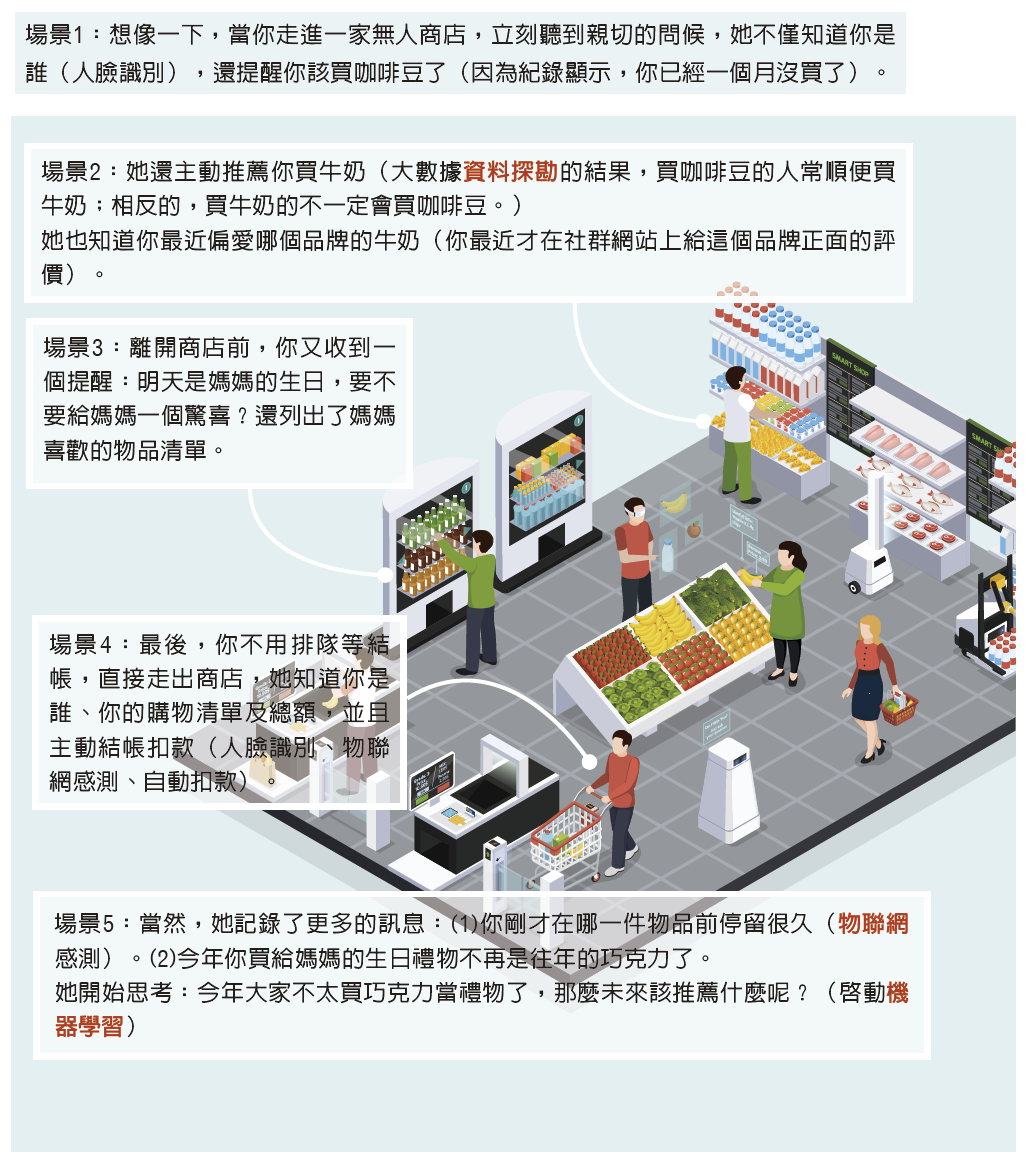 場景1：想像一下，當你走進一家無人商店，立刻聽到親切的問候，她不僅知道你是
誰（人臉識別），還提醒你該買咖啡豆了（因為紀錄顯示，你已經一個月沒買了）。
場景2：她還主動推薦你買牛奶（大數據資料探勘的結果，買咖啡豆的人常順便買
牛奶；相反的，買牛奶的不一定會買咖啡豆。）
她也知道你最近偏愛哪個品牌的牛奶（你最近才在社群網站上給這個品牌正面的評
價）。
場景3：離開商店前，你又收到一
個提醒：明天是媽媽的生日，要不
要給媽媽一個驚喜？還列出了媽媽
喜歡的物品清單。
SMART SHOP
場景4：最後，你不用排隊等結
帳，直接走出商店，她知道你是
誰、你的購物清單及總額，並且
主動結帳扣款（人臉識別、物聯
網感測、自動扣款）。
場景5：當然，她記錄了更多的訊息：(1)你剛才在哪一件物品前停留很久（物聯網
感測）。(2)今年你買給媽媽的生日禮物不再是往年的巧克力了。
她開始思考：今年大家不太買巧克力當禮物了，那麼未來該推薦什麼呢？（啓動機
器學習）